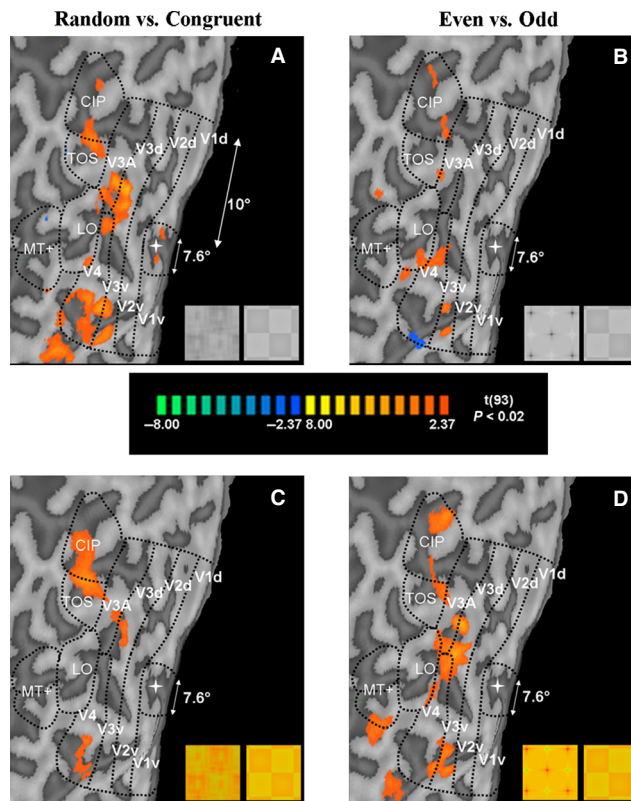 Random vs. Congruent
Even vs. Odd
A
CIP
TOS
V3A
V3d
V2d
V1d
10°
LO
MT+
7.6°
V4
V3v
V2v
V1v
B
CIP
TOS
V3A
V3d
V2d
V1d
LO
MT+
7.6°
V4
V3v
V2v
V1v
t(93)
P < 0.02
–8.00
–2.37
8.00
2.37
C
CIP
TOS
V3A
V3d
V2d
V1d
LO
MT+
7.6°
V4
V3v
V2v
V1v
D
CIP
TOS
V3A
V3d
V2d
V1d
LO
MT+
7.6°
V4
V3v
V2v
V1v